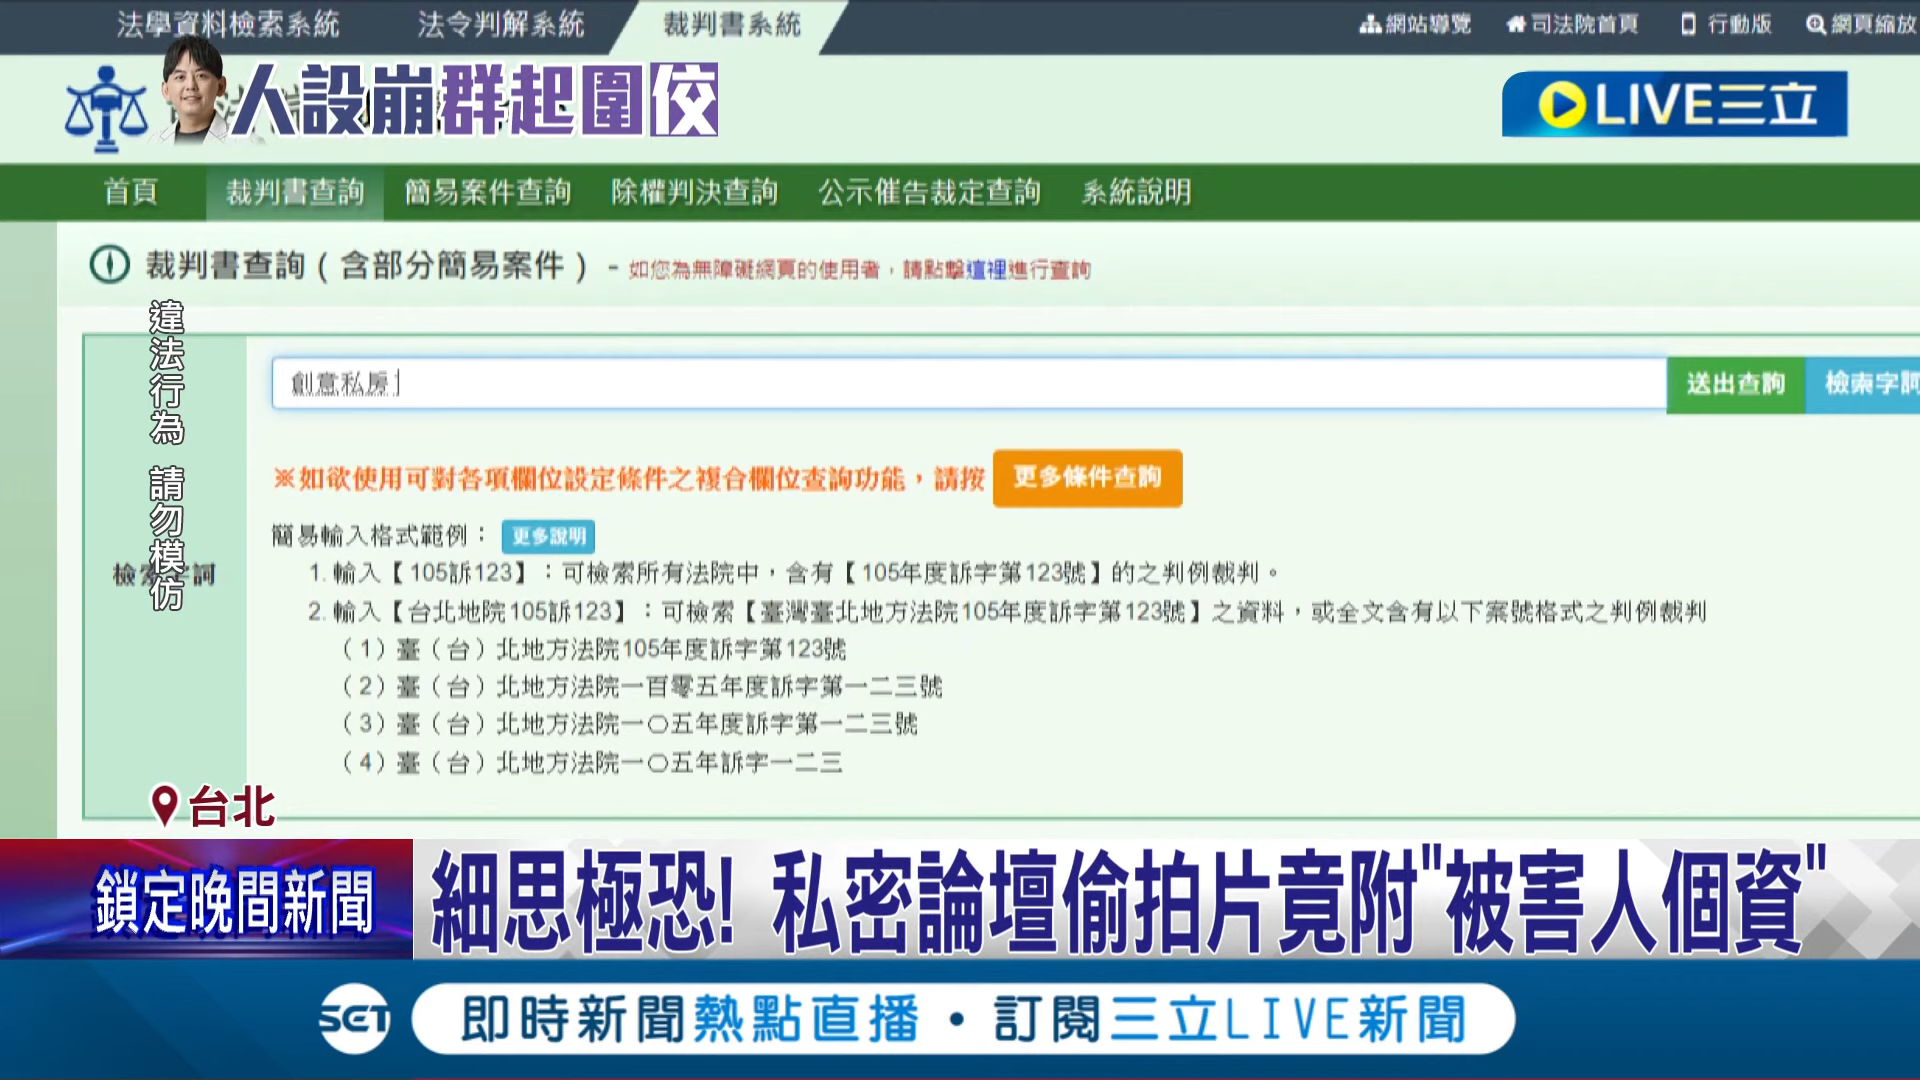 法學資料檢索系統 法令判解系統 裁判書系統 網站導覽 司法院首頁 行動版 網頁縮放
人設崩群起圍佼
LIVE三立
首頁 裁判書查詢 簡易案件查詢 除權判決查詢 公示催告裁定查詢 系統說明
裁判書查詢(含部分簡易案件) - 如您為無障礙網頁的使用者,請點擊這裡進行查詢
違法行為 請勿模仿
創意私房
送出查詢 檢索字詞
※如欲使用可對各項欄位設定條件之複合欄位查詢功能,請按 更多條件查詢
簡易輸入格式範例: 更多說明
檢索字詞
1. 輸入【105訴123】:可檢索所有法院中,含有【105年度訴字第123號】的之判例裁判。
2. 輸入【台北地院105訴123】:可檢索【臺灣臺北地方法院105年度訴字第123號】之資料,或全文含有以下案號格式之判例裁判
(1)臺(台)北地方法院105年度訴字第123號
(2)臺(台)北地方法院一百零五年度訴字第一二三號
(3)臺(台)北地方法院一○五年度訴字第一二三號
(4)臺(台)北地方法院一○五年訴字一二三
台北
鎖定晚間新聞
細思極恐! 私密論壇偷拍片竟附"被害人個資"
SET 即時新聞熱點直播・訂閱三立LIVE新聞